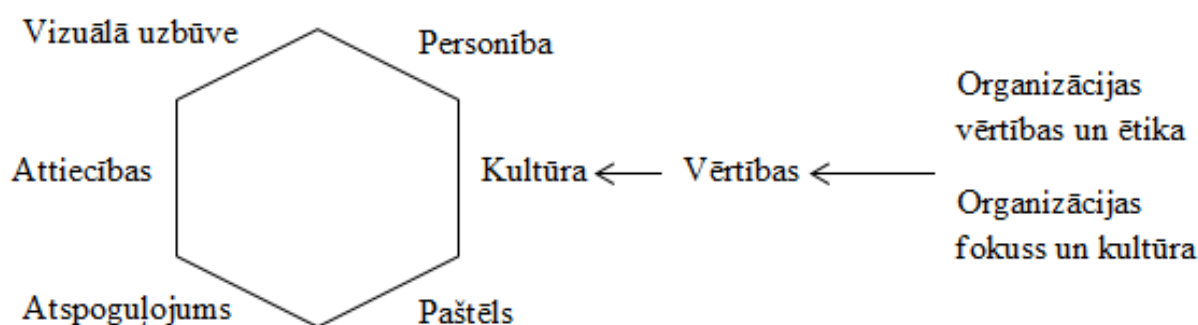 Vizuālā uzbūve
Personība
Organizācijas
vērtības un ētika
Attiecības
Kultūra
Vērtības
Organizācijas
fokuss un kultūra
Atspoguļojums
Paštēls